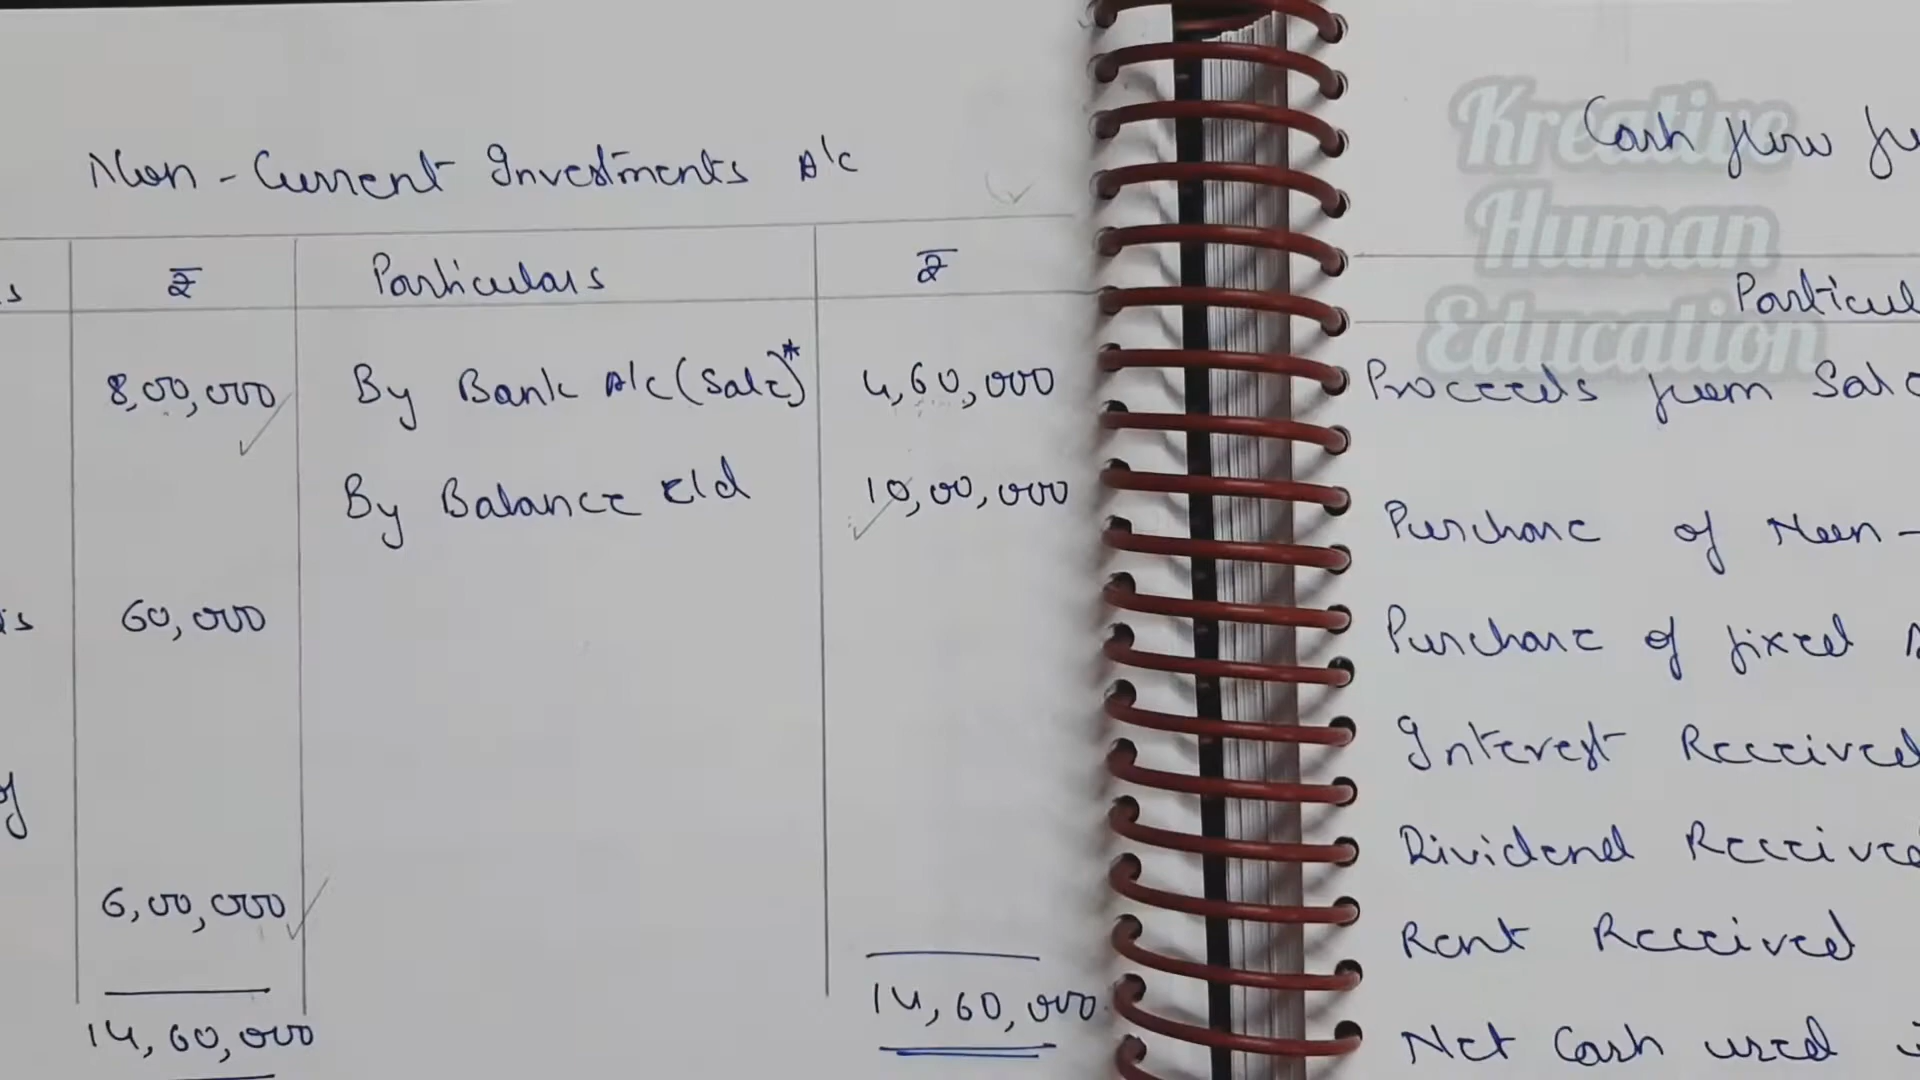 Non-Current Investments A/c
₹ Particulars ₹
8,00,000 By Bank A/c (Sale)* 4,60,000
By Balance c/d 10,00,000
60,000
6,00,000
14,60,000
14,60,000
Kreative
Human
Education
Cash flow
Particul
Proceeds from Sale
Purchase of Non-
Purchase of fixed
Interest Received
Dividend Received
Rent Received
Net Cash used